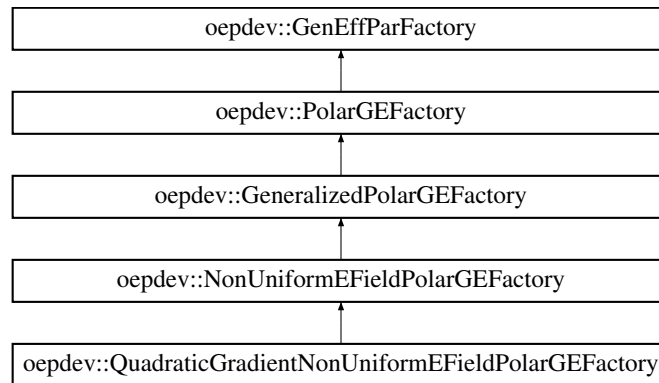 oepdev::GenEffParFactory
oepdev::PolarGEFactory
oepdev::GeneralizedPolarGEFactory
oepdev::NonUniformEFieldPolarGEFactory
oepdev::QuadraticGradientNonUniformEFieldPolarGEFactory